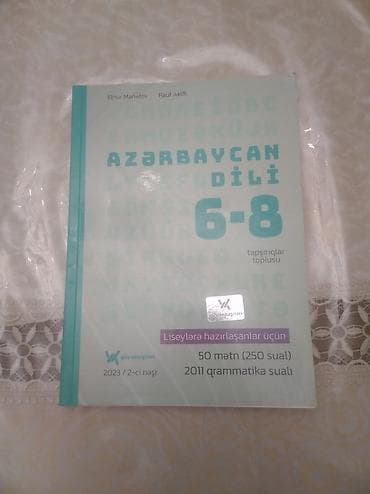 AZƏRBAYCAN
DİLİ
6-8
tapşırıqlar
toplusu
Liseylərə hazırlaşanlar üçün
50 mətn (250 sual)
2023 / 2-ci nəşr
2011 qrammatika sualı